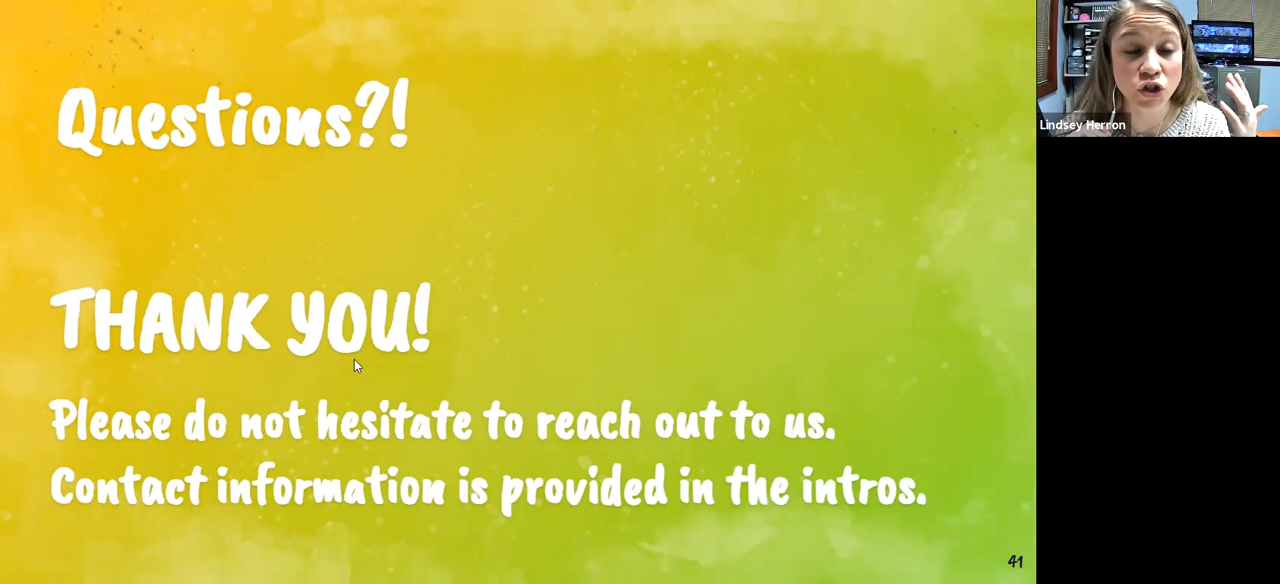 Questions?!
THANK YOU!
Please do not hesitate to reach out to us.
Contact information is provided in the intros.
41
Lindsey Herron